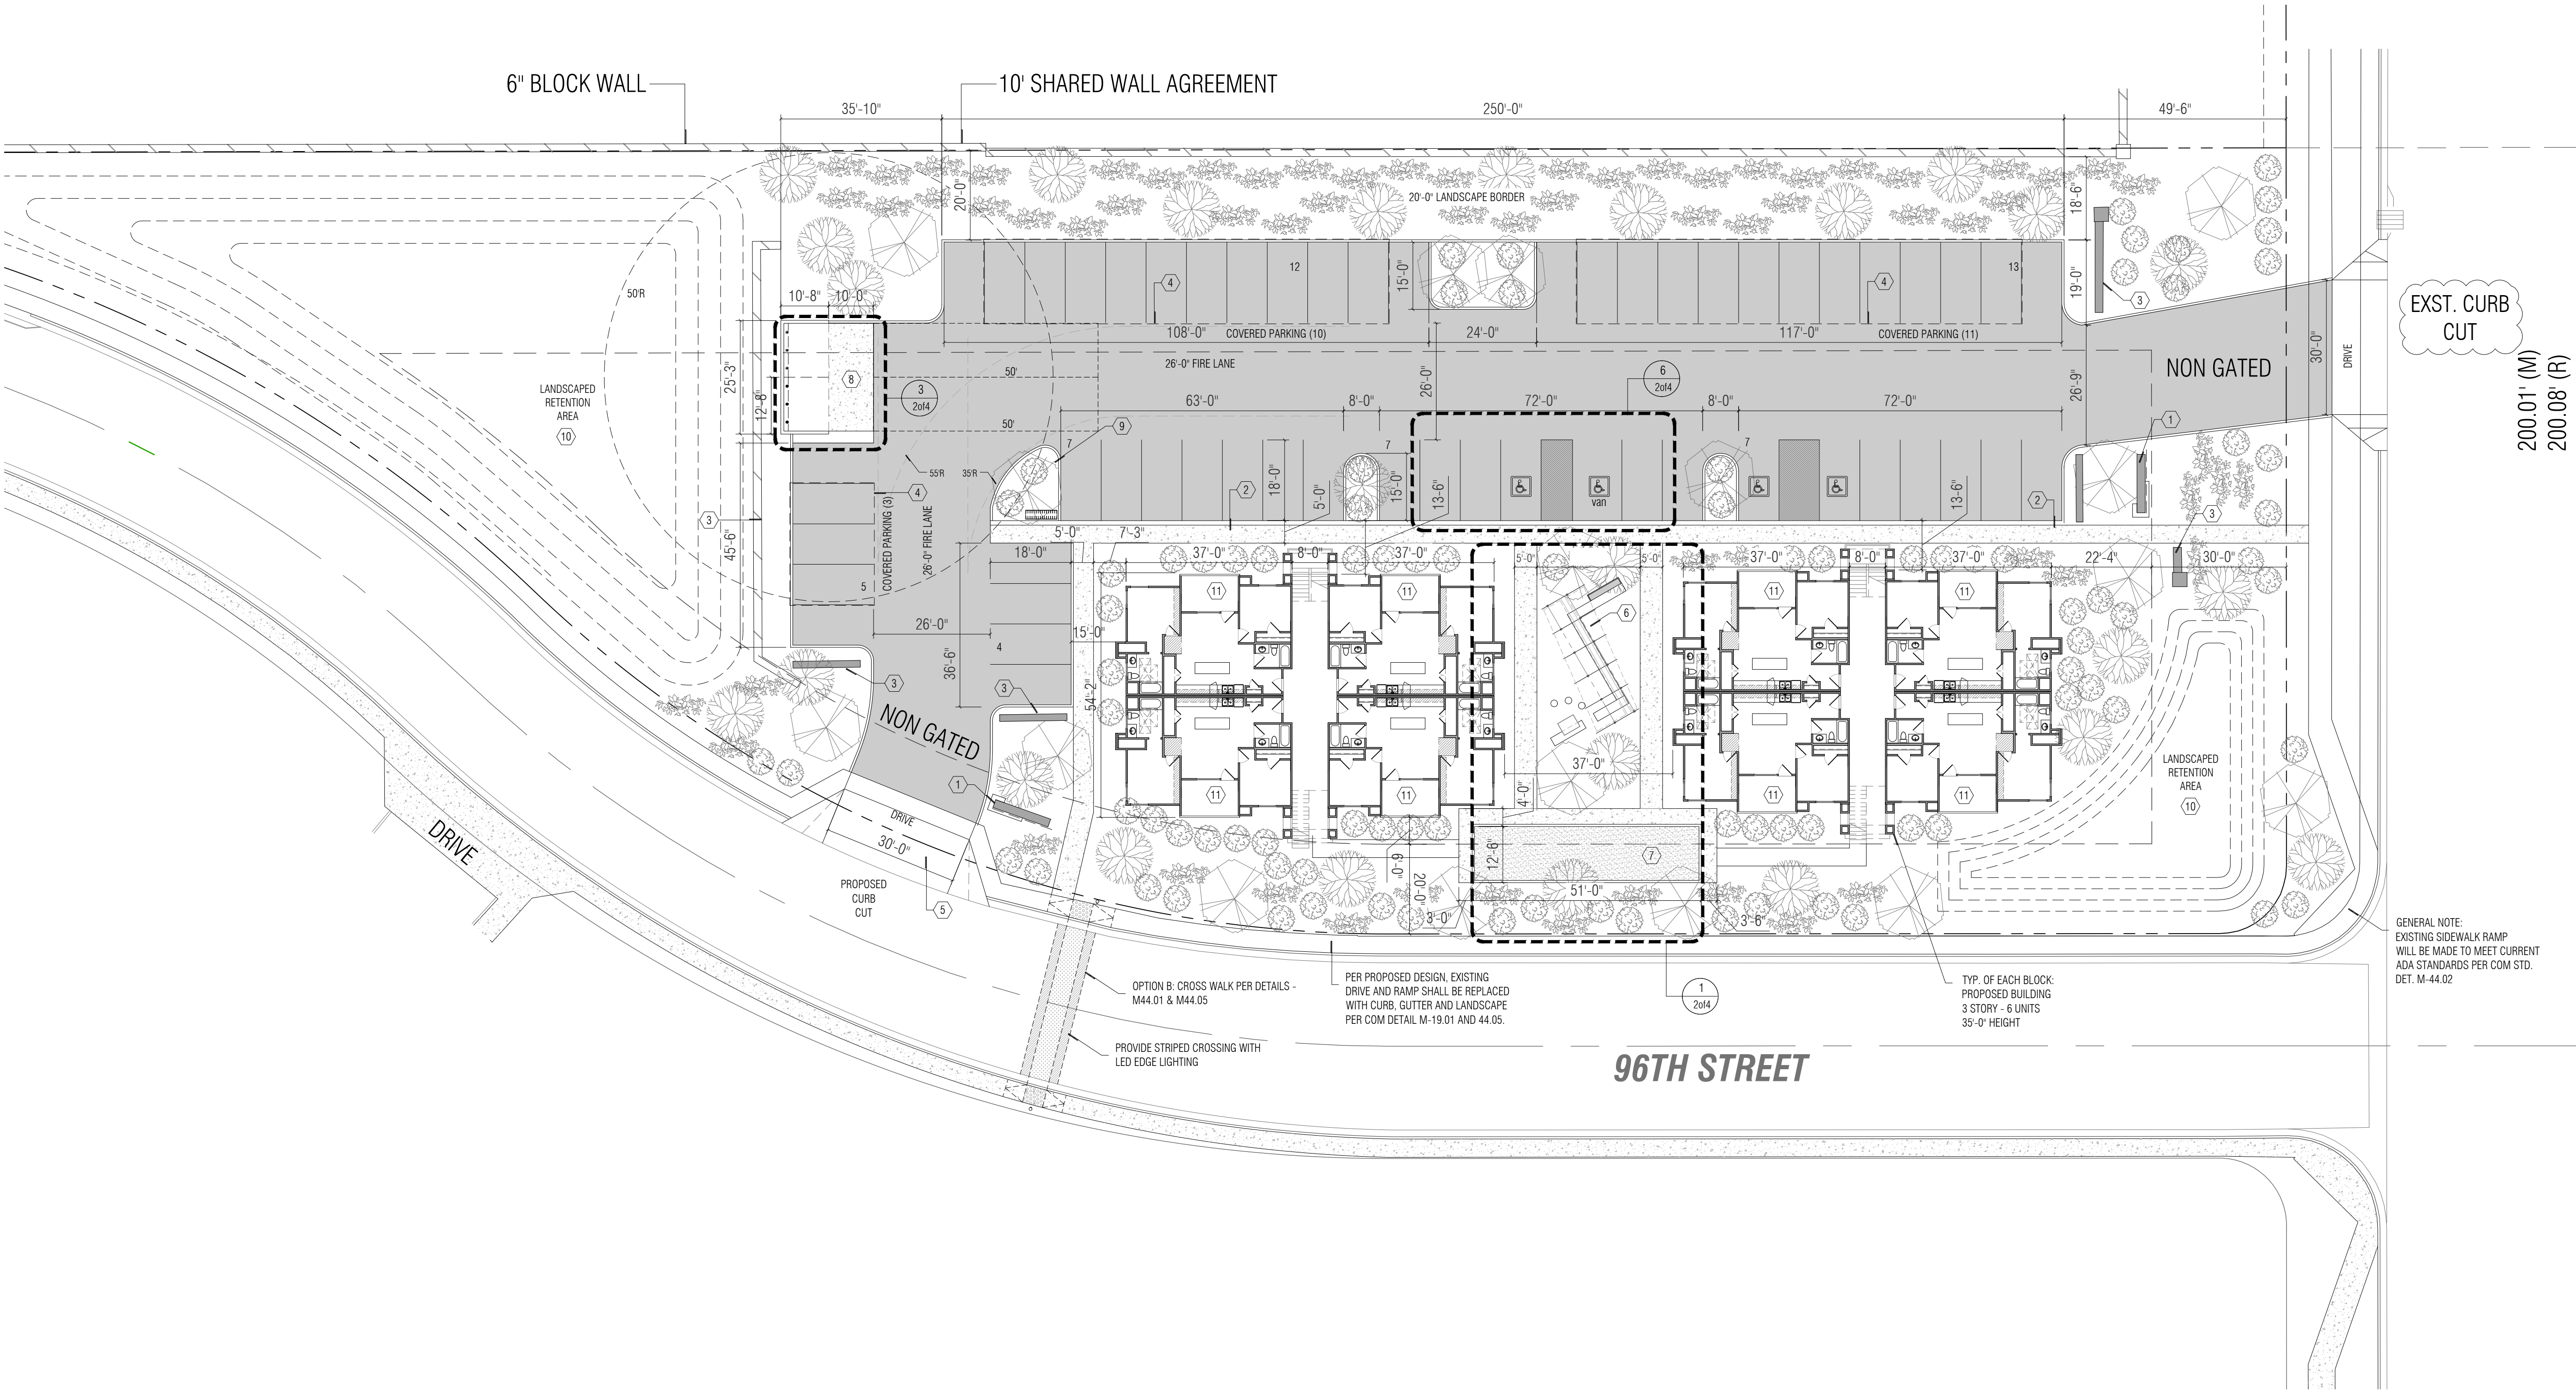 6" BLOCK WALL
10' SHARED WALL AGREEMENT
35'-10"
250'-0"
49'-6"
20'-0"
20'-0" LANDSCAPE BORDER
18'-6"
50'R
10'-8"
10'-0"
12
4
15'-0"
13
4
19'-0"
3
EXST. CURB
CUT
108'-0"
COVERED PARKING (10)
24'-0"
117'-0"
COVERED PARKING (11)
25'-3"
12'-8"
8
3
2of4
50'
26'-0" FIRE LANE
26'-0"
6
2of4
26'-9"
NON GATED
30'-0"
DRIVE
200.01' (M)
200.08' (R)
LANDSCAPED
RETENTION
AREA
10
63'-0"
8'-0"
72'-0"
8'-0"
72'-0"
50'
9
7
7
7
1
55'R
35'R
4
2
18'-0"
5'-0"
15'-0"
13'-6"
van
13'-6"
2
3
3
45'-6"
COVERED PARKING (3)
26'-0" FIRE LANE
5
5'-0"
7'-3"
18'-0"
37'-0"
8'-0"
37'-0"
5'-0"
5'-0"
37'-0"
8'-0"
37'-0"
22'-4"
30'-0"
11
11
6
11
11
26'-0"
15'-0"
4
36'-6"
54'-2"
3
3
NON GATED
37'-0"
LANDSCAPED
RETENTION
AREA
10
1
11
11
4'-0"
11
11
DRIVE
30'-0"
DRIVE
12'-6"
7
6'-0"
20'-0"
51'-0"
3'-0"
3'-6"
PROPOSED
CURB
CUT
5
GENERAL NOTE:
EXISTING SIDEWALK RAMP
WILL BE MADE TO MEET CURRENT
ADA STANDARDS PER COM STD.
DET. M-44.02
OPTION B: CROSS WALK PER DETAILS -
M44.01 & M44.05
PER PROPOSED DESIGN, EXISTING
DRIVE AND RAMP SHALL BE REPLACED
WITH CURB, GUTTER AND LANDSCAPE
PER COM DETAIL M-19.01 AND 44.05.
1
2of4
TYP. OF EACH BLOCK:
PROPOSED BUILDING
3 STORY - 6 UNITS
35'-0" HEIGHT
PROVIDE STRIPED CROSSING WITH
LED EDGE LIGHTING
96TH STREET